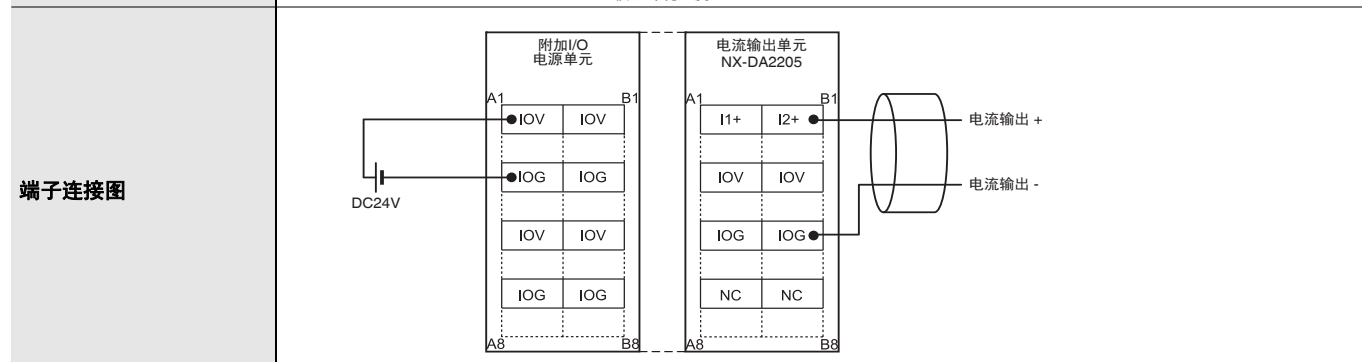 附加I/O
电源单元
电流输出单元
NX-DA2205
A1 B1 A1 B1
IOV IOV I1+ I2+ 电流输出 +
端子连接图
DC24V
IOG IOG IOV IOV 电流输出 -
IOV IOV IOG IOG
IOG IOG NC NC
A8 B8 A8 B8